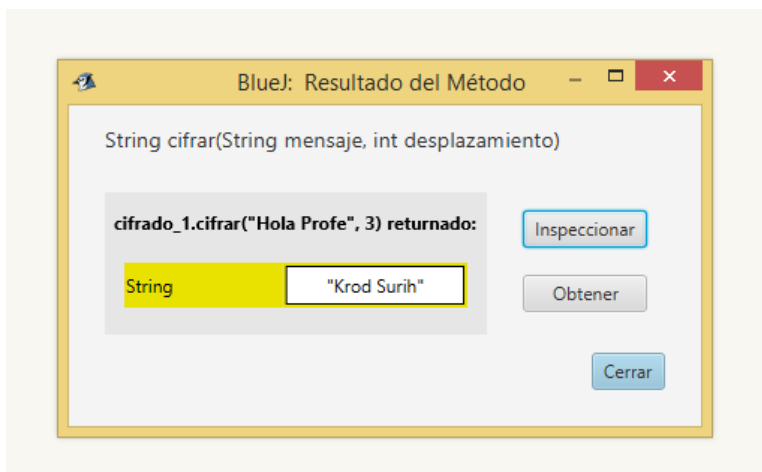 BlueJ: Resultado del Método
String cifrar(String mensaje, int desplazamiento)
cifrado_1.cifrar("Hola Profe", 3) returnado:
Inspeccionar
String "Krod Surih"
Obtener
Cerrar